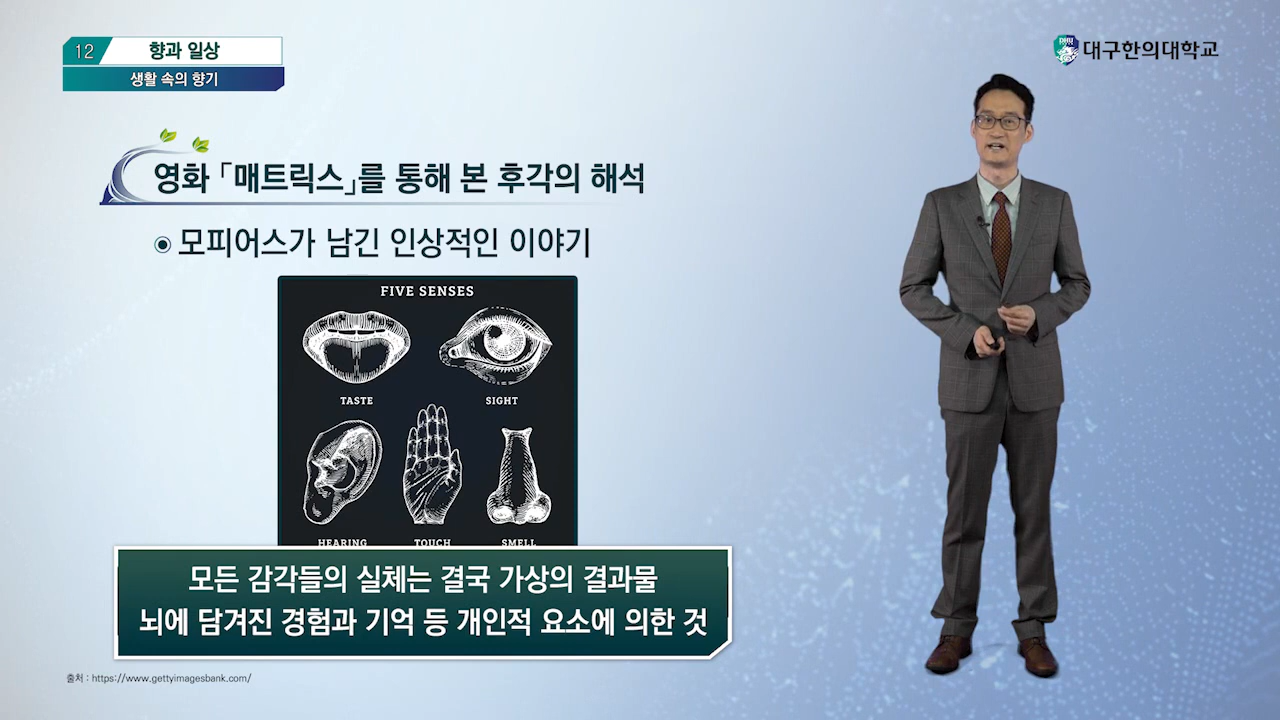 12
향과 일상
생활 속의 향기
대구한의대학교
영화 「매트릭스」를 통해 본 후각의 해석
모피어스가 남긴 인상적인 이야기
FIVE SENSES
TASTE
SIGHT
HEARING
TOUCH
SMELL
모든 감각들의 실체는 결국 가상의 결과물
뇌에 담겨진 경험과 기억 등 개인적 요소에 의한 것
출처 : https://www.gettyimagesbank.com/